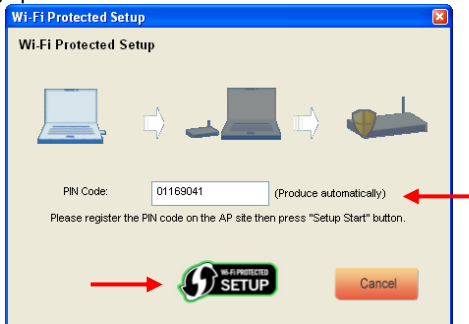 Wi-Fi Protected Setup
Wi-Fi Protected Setup
PIN Code: 01169041 (Produce automatically)
Please register the PIN code on the AP site then press "Setup Start" button.
WI-FI PROTECTED
SETUP
Cancel